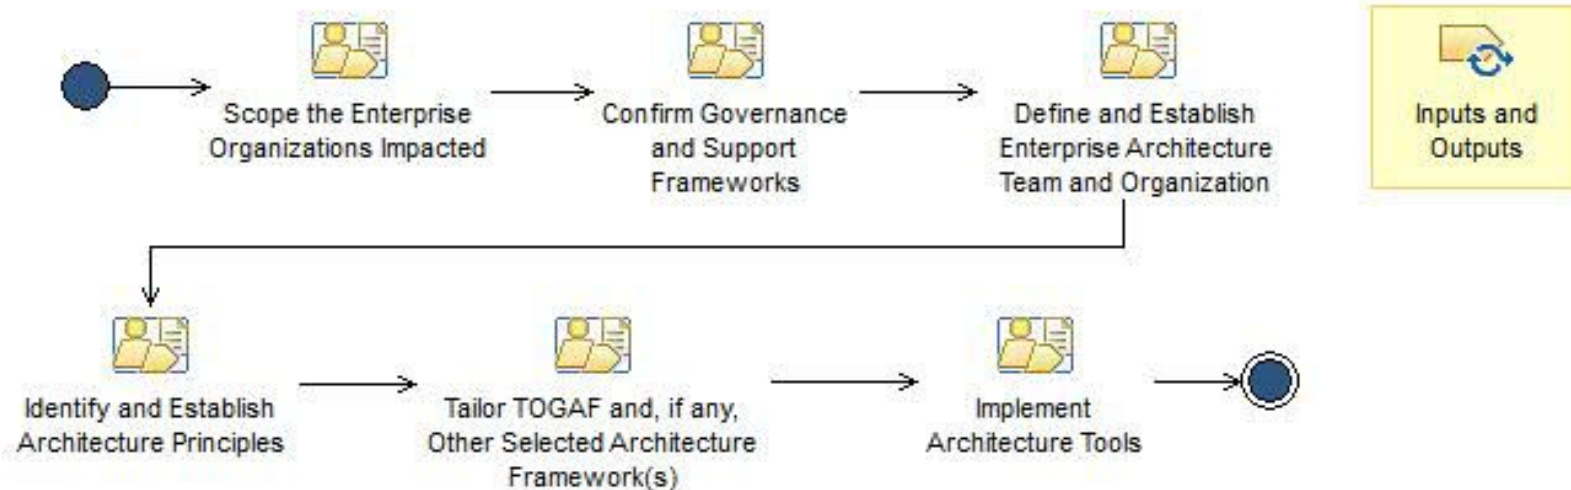 Scope the Enterprise
Organizations Impacted
Confirm Governance
and Support
Frameworks
Define and Establish
Enterprise Architecture
Team and Organization
Inputs and
Outputs
Identify and Establish
Architecture Principles
Tailor TOGAF and, if any,
Other Selected Architecture
Framework(s)
Implement
Architecture Tools